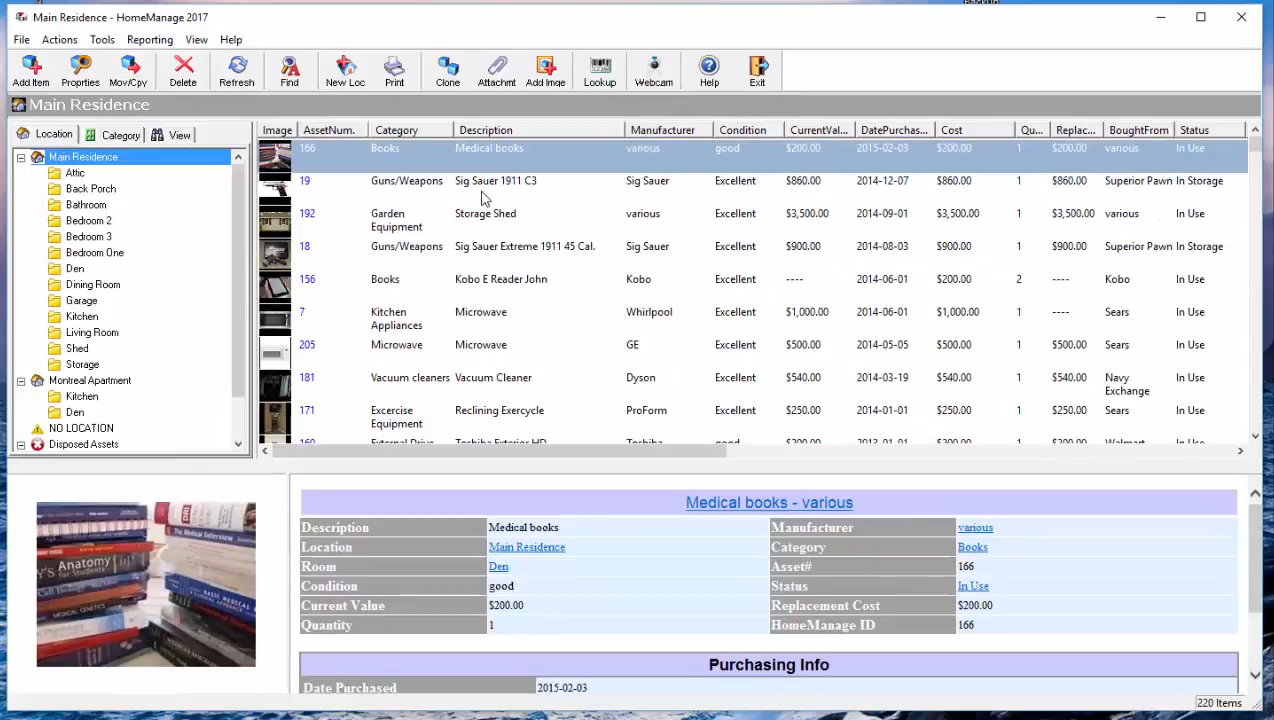 Backup
Main Residence - HomeManage 2017
File Actions Tools Reporting View Help
Add Item Proprties Mov/Cpy Delete Refresh Find New Loc Print Clone Attachmt Add Imge Lookup Webcam Help Exit
Main Residence
Location Category View
Main Residence
Attic
Back Porch
Bathroom
Bedroom 2
Bedroom 3
Bedroom One
Den
Dining Room
Garage
Kitchen
Living Room
Shed
Storage
Montreal Apartment
Kitchen
Den
NO LOCATION
Disposed Assets
Image AssetNum. Category Description Manufacturer Condition CurrentVal... DatePurchas... Cost Qu... Replac... BoughtFrom Status
166 Books Medical books various good $200.00 2015-02-03 $200.00 1 $200.00 various In Use
19 Guns/Weapons Sig Sauer 1911 C3 Sig Sauer Excellent $860.00 2014-12-07 $860.00 1 $860.00 Superior Pawn In Storage
192 Garden Storage Shed various Excellent $3,500.00 2014-09-01 $3,500.00 1 $3,500.00 various In Use
Equipment
18 Guns/Weapons Sig Sauer Extreme 1911 45 Cal. Sig Sauer Excellent $900.00 2014-08-03 $900.00 1 $900.00 Superior Pawn In Storage
156 Books Kobo E Reader John Kobo Excellent ---- 2014-06-01 $200.00 2 ---- Kobo In Use
7 Kitchen Microwave Whirlpool Excellent $1,000.00 2014-06-01 $1,000.00 1 ---- Sears In Use
Appliances
205 Microwave Microwave GE Excellent $500.00 2014-05-05 $500.00 1 $500.00 Sears In Use
181 Vacuum cleaners Vacuum Cleaner Dyson Excellent $540.00 2014-03-19 $540.00 1 $540.00 Navy In Use
Exchange
171 Excercise Reclining Exercycle ProForm Excellent $250.00 2014-01-01 $250.00 1 $250.00 Sears In Use
Equipment
External Drive Toshiba Exterior HD Toshiba good $200.00 $200.00 1 $200.00 Walmart In Use
Medical books - various
Description Medical books Manufacturer various
Location Main Residence Category Books
Room Den Asset# 166
Condition good Status In Use
Current Value $200.00 Replacement Cost $200.00
Quantity 1 HomeManage ID 166
Purchasing Info
Date Purchased 2015-02-03
220 Items